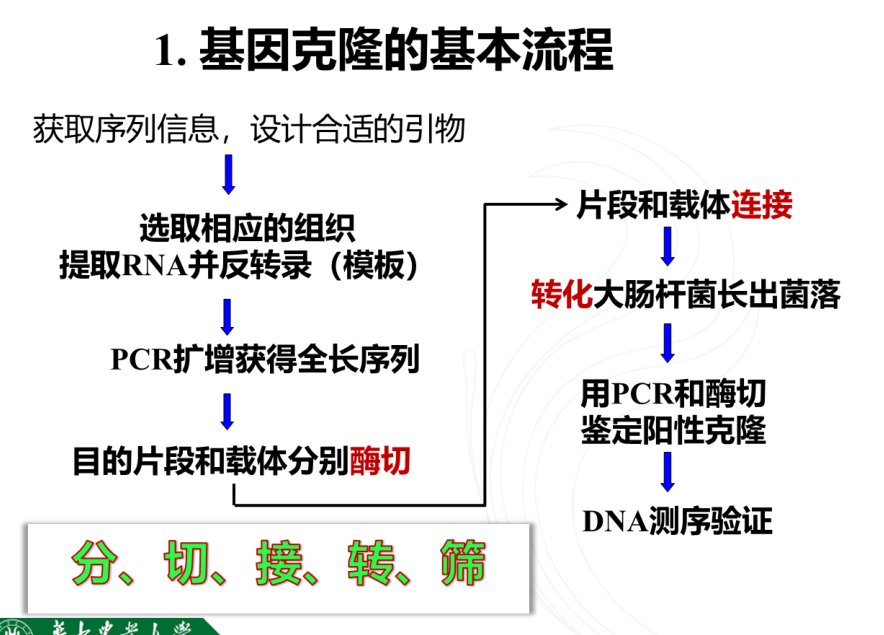 1. 基因克隆的基本流程
获取序列信息，设计合适的引物
选取相应的组织
提取RNA并反转录（模板）
PCR扩增获得全长序列
目的片段和载体分别酶切
片段和载体连接
转化大肠杆菌长出菌落
用PCR和酶切
鉴定阳性克隆
DNA测序验证
分、切、接、转、筛